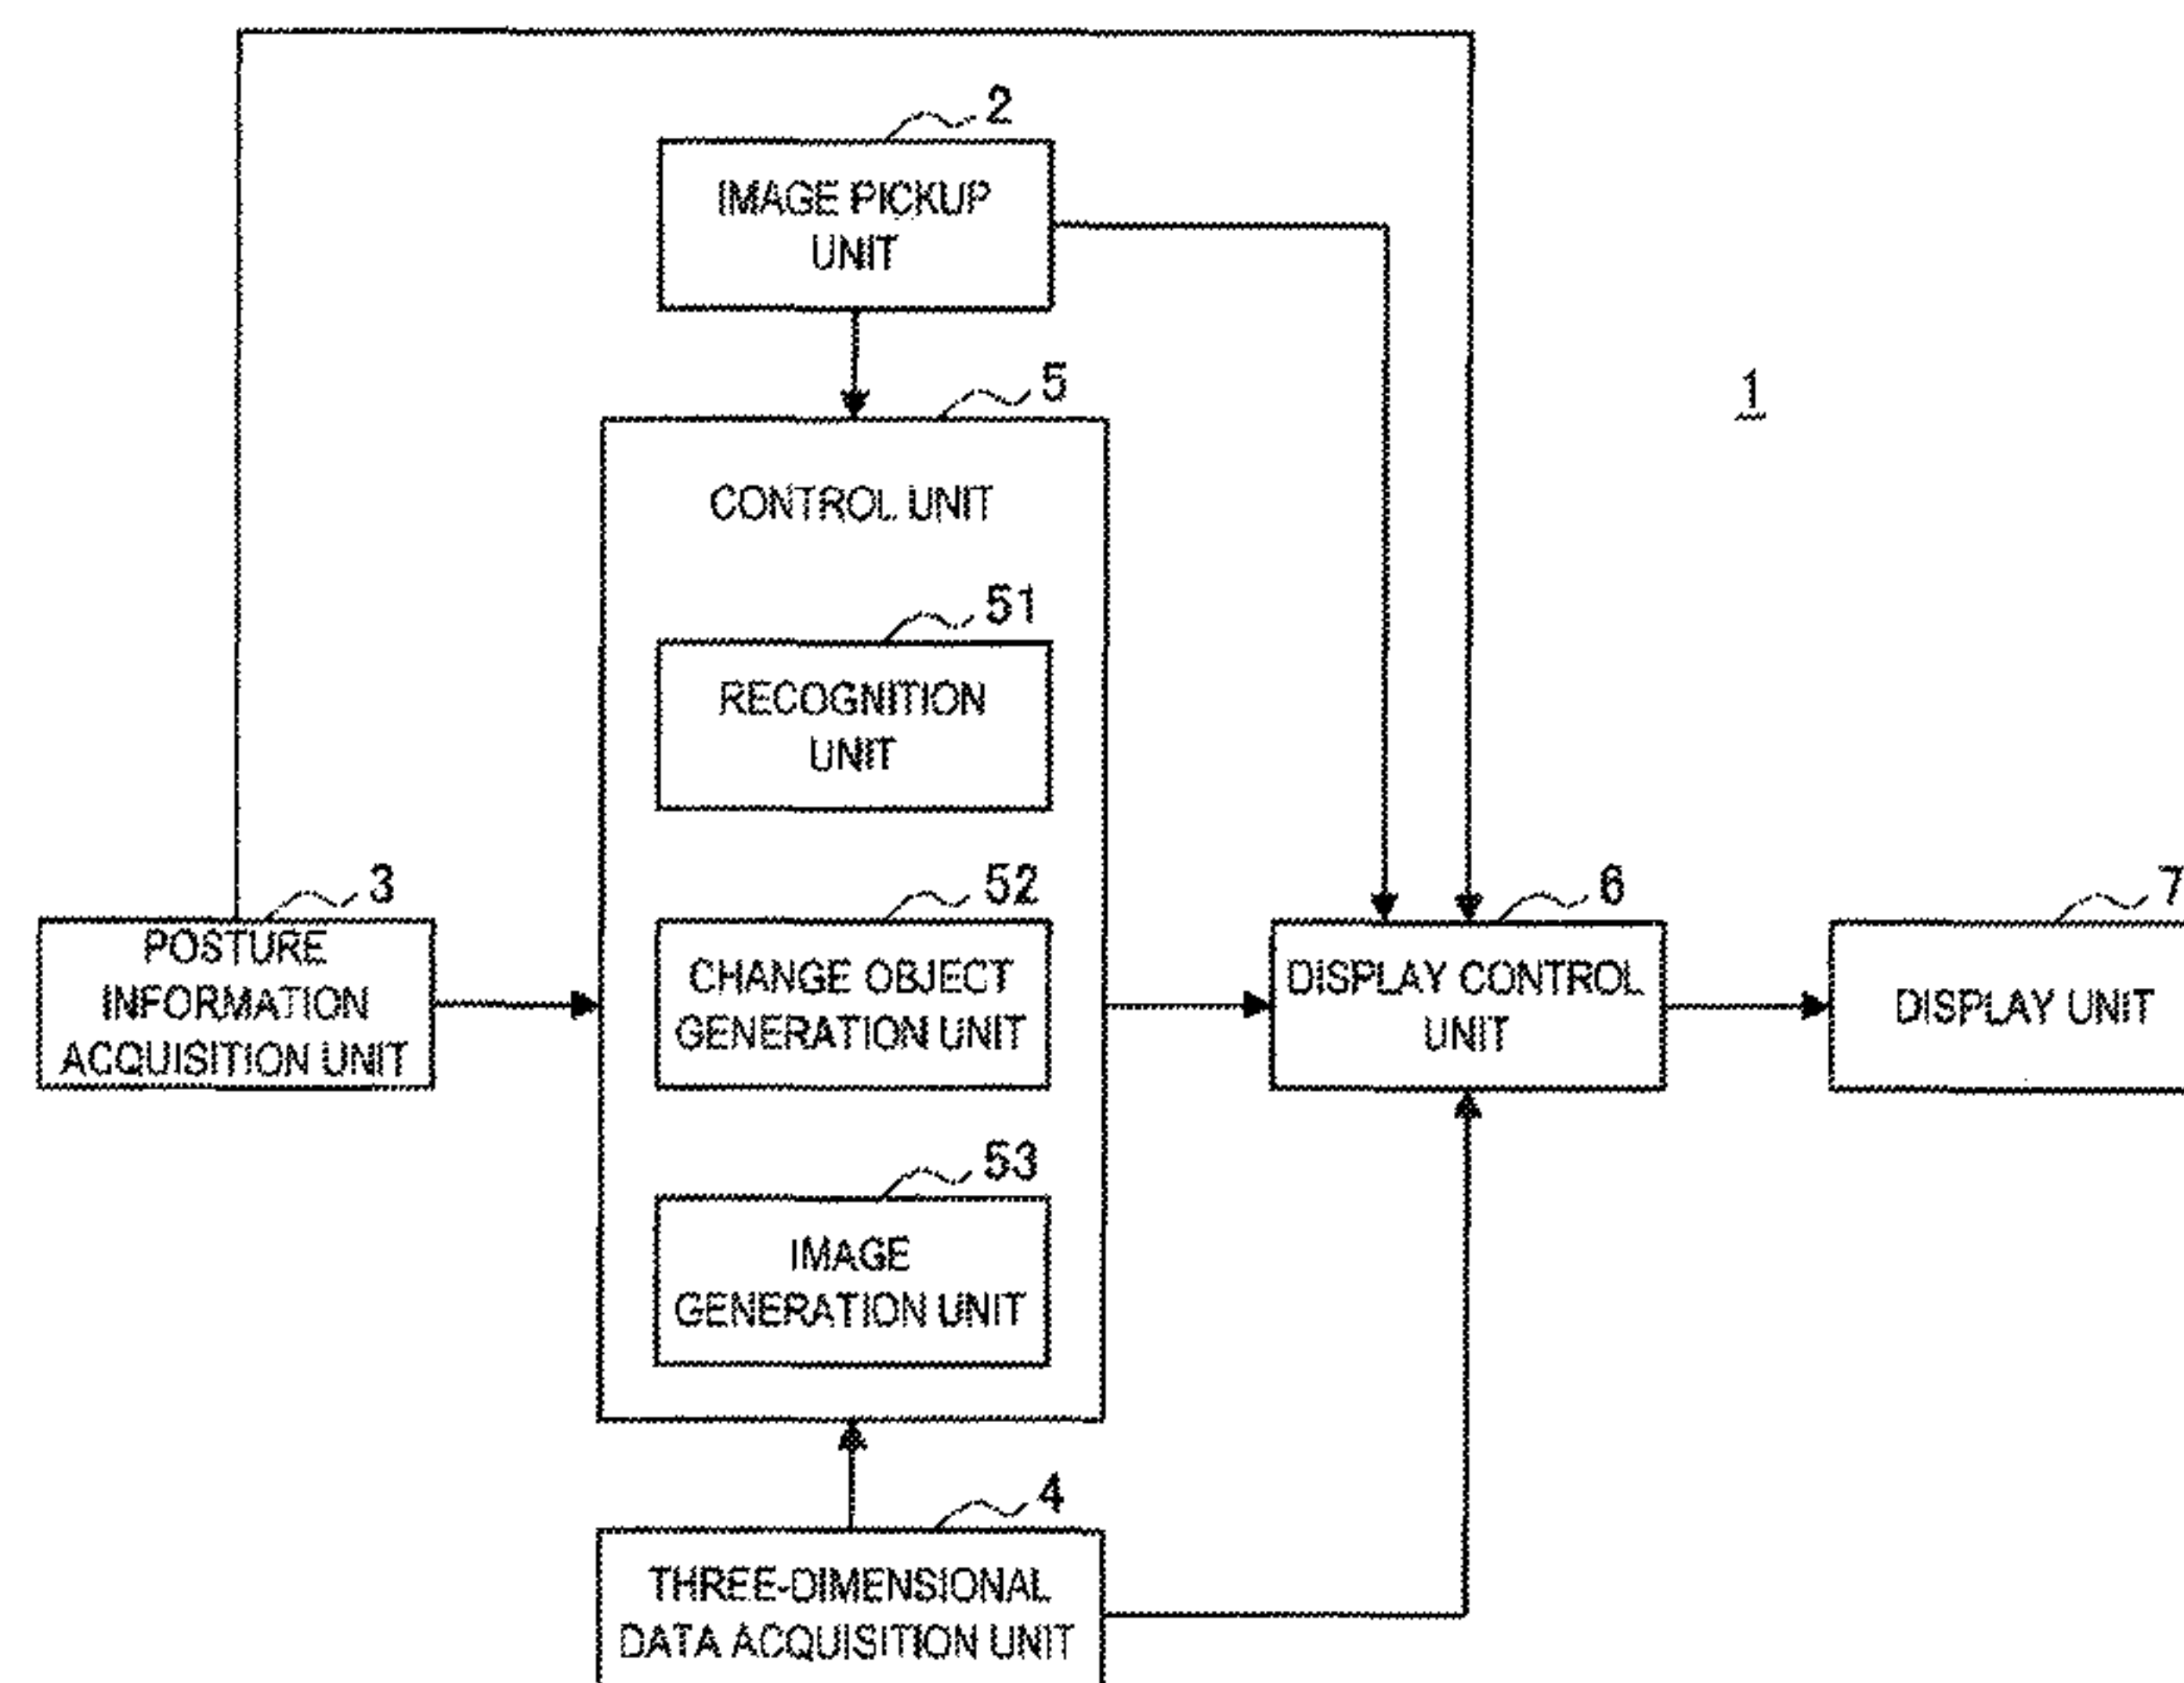 2
IMAGE PICKUP
UNIT
5
1
CONTROL UNIT
51
RECOGNITION
UNIT
3
POSTURE
INFORMATION
ACQUISITION UNIT
52
CHANGE OBJECT
GENERATION UNIT
6
DISPLAY CONTROL
UNIT
7
DISPLAY UNIT
53
IMAGE
GENERATION UNIT
4
THREE-DIMENSIONAL
DATA ACQUISITION UNIT